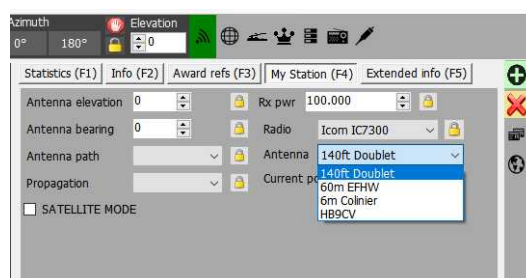 Azimuth Elevation
0° 180° 0
Statistics (F1) Info (F2) Award refs (F3) My Station (F4) Extended info (F5)
Antenna elevation 0 Rx pwr 100.000
Antenna bearing 0 Radio Icom IC7300
Antenna path Antenna 140ft Doublet
Propagation Current po
140ft Doublet
60m EFHW
6m Colinier
HB9CV
SATELLITE MODE